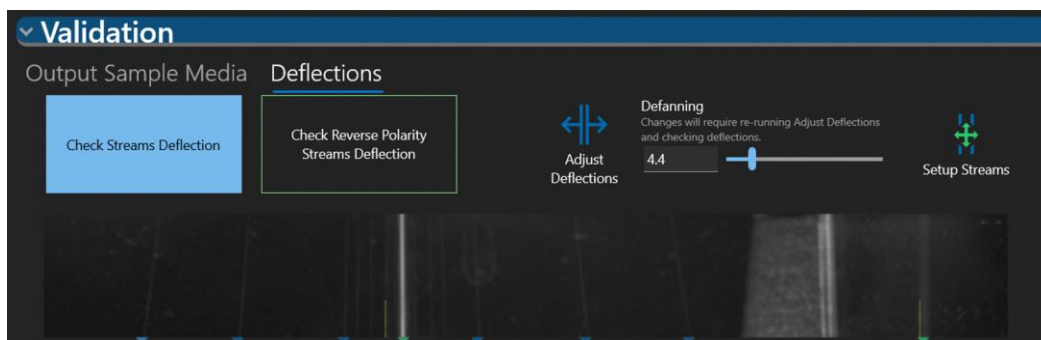 Validation
Output Sample Media
Deflections
Check Streams Deflection
Check Reverse Polarity
Streams Deflection
Adjust
Deflections
Defanning
Changes will require re-running Adjust Deflections
and checking deflections.
4.4
Setup Streams